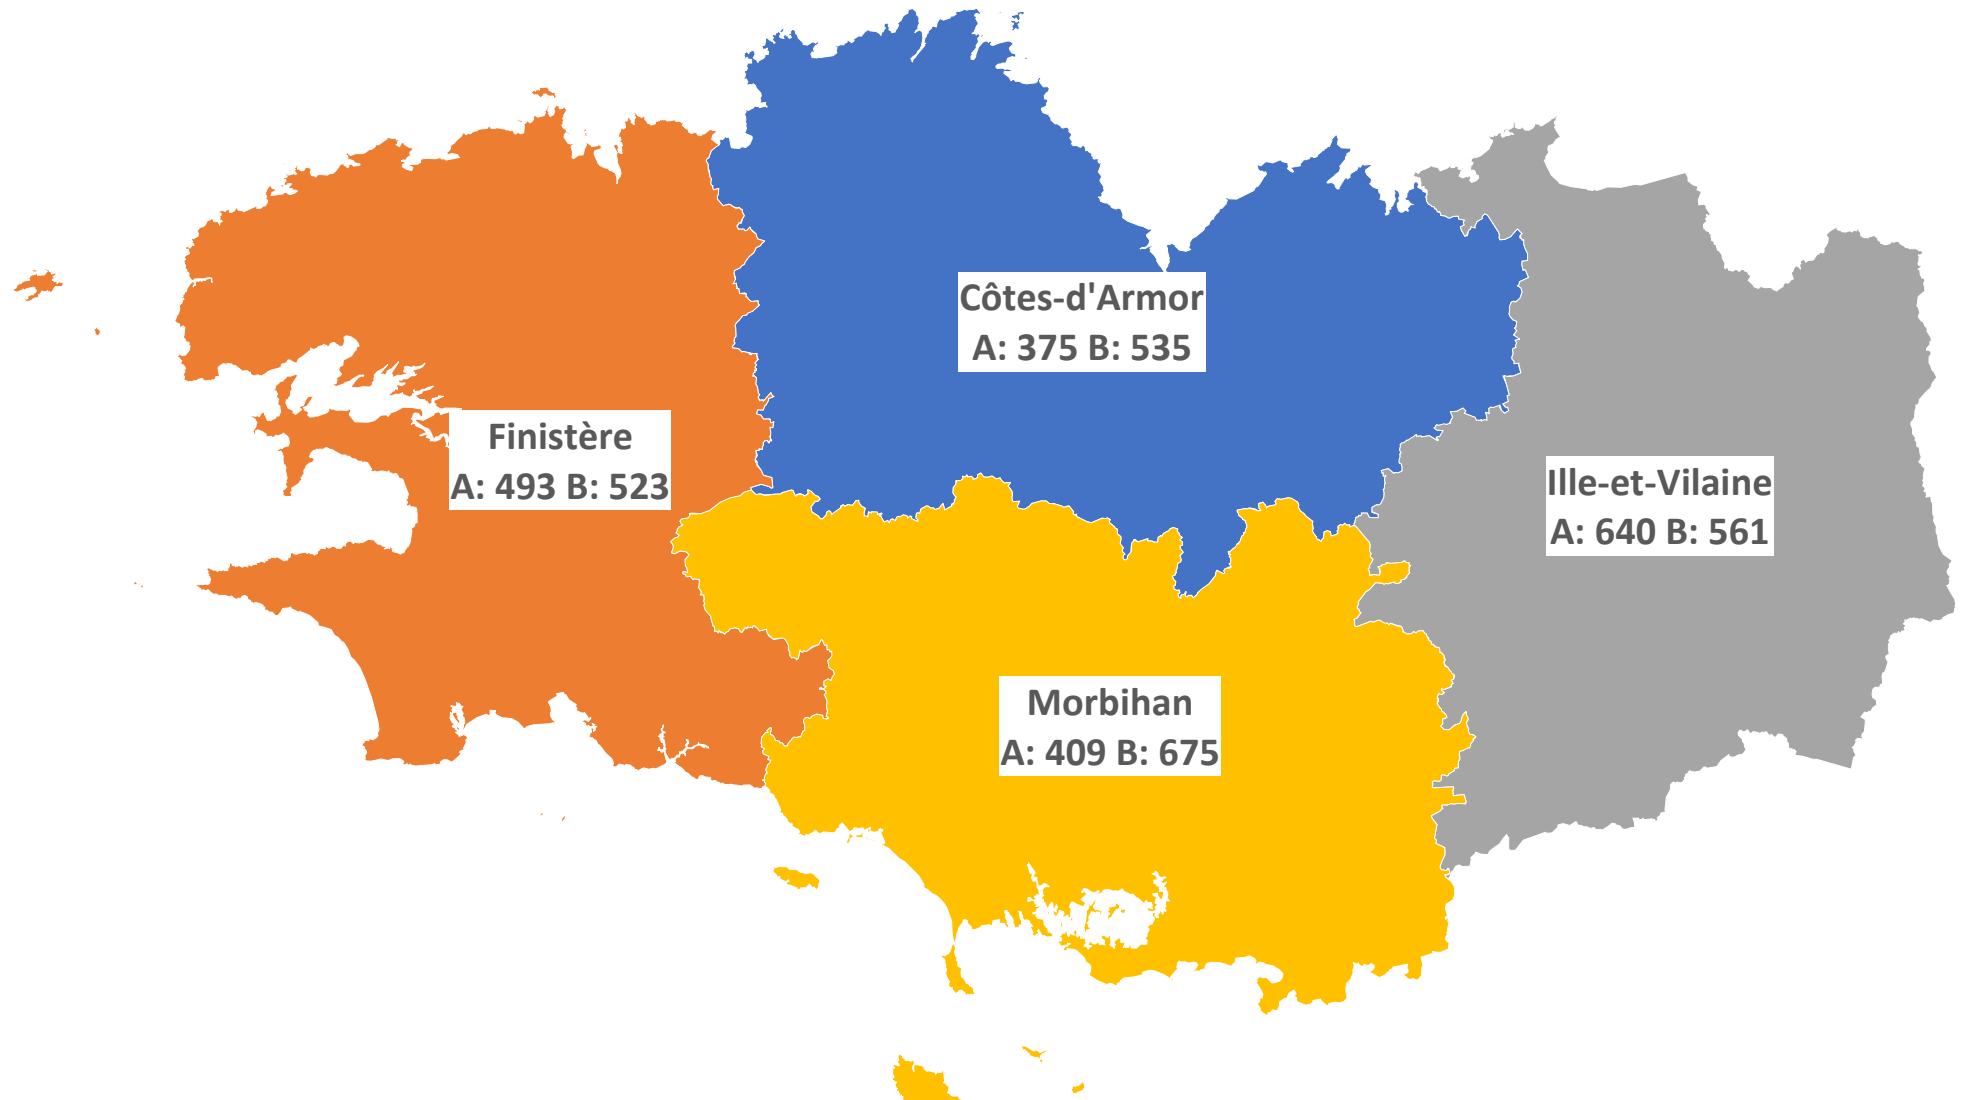 Côtes-d'Armor
A: 375 B: 535
Finistère
A: 493 B: 523
Ille-et-Vilaine
A: 640 B: 561
Morbihan
A: 409 B: 675